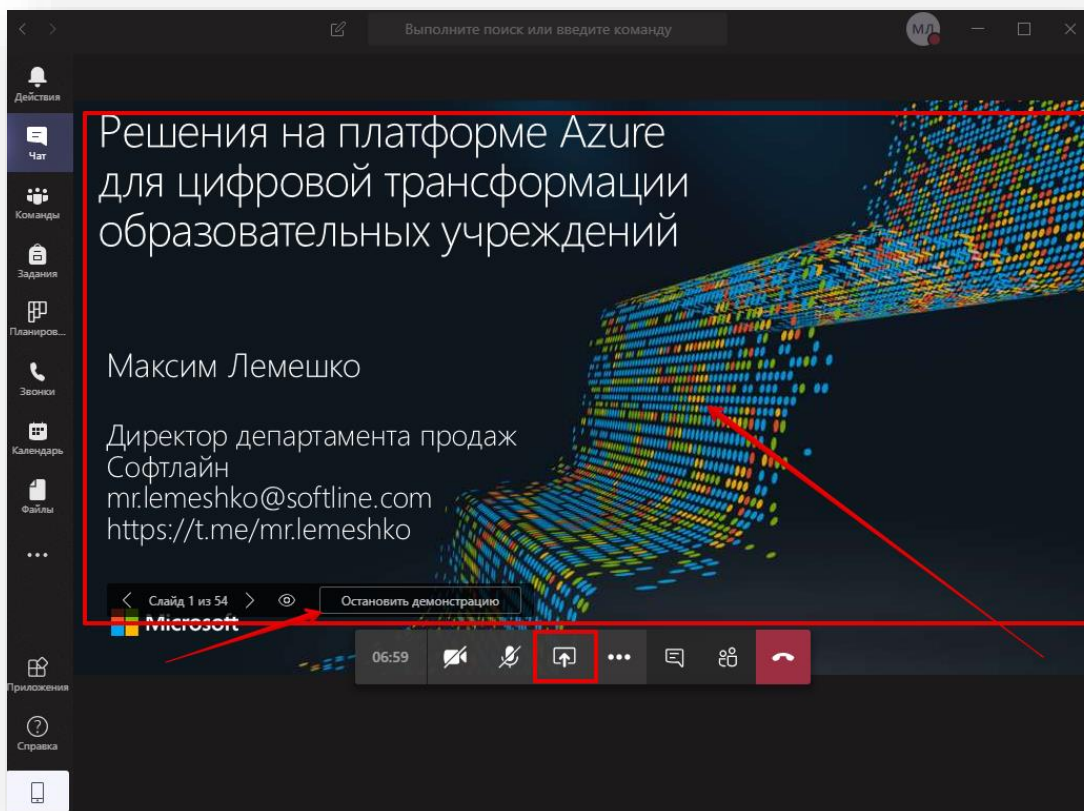 Выполните поиск или введите команду
МЛ
Действия
Чат
Команды
Задания
Планиров...
Звонки
Календарь
Файлы
Приложения
Справка
Решения на платформе Azure
для цифровой трансформации
образовательных учреждений
Максим Лемешко
Директор департамента продаж
Софтлайн
mr.lemeshko@softline.com
https://t.me/mr.lemeshko
Слайд 1 из 54
Остановить демонстрацию
Microsoft
06:59